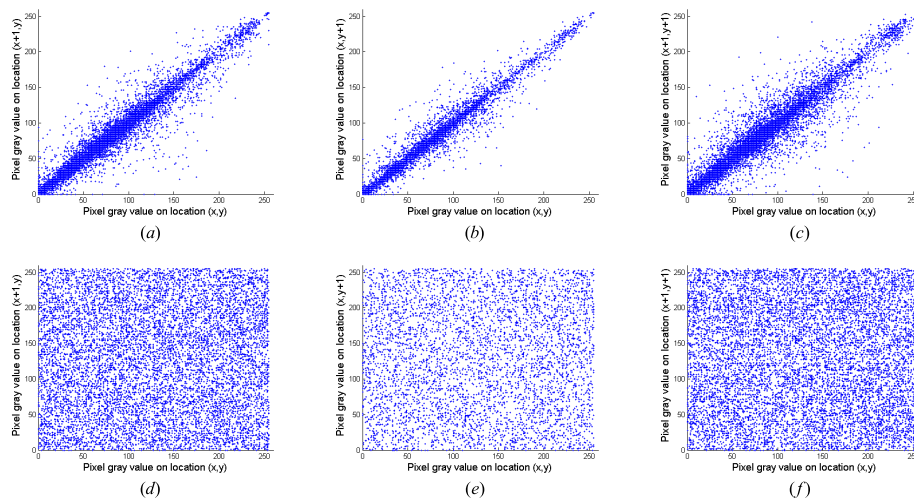 Pixel gray value on location (x+1,y)
250
200
150
100
50
0
0 50 100 150 200 250
Pixel gray value on location (x,y)
(a)
Pixel gray value on location (x,y+1)
250
200
150
100
50
0
0 50 100 150 200 250
Pixel gray value on location (x,y)
(b)
Pixel gray value on location (x+1,y+1)
250
200
150
100
50
0
0 50 100 150 200 250
Pixel gray value on location (x,y)
(c)
Pixel gray value on location (x+1,y)
250
200
150
100
50
0
0 50 100 150 200 250
Pixel gray value on location (x,y)
(d)
Pixel gray value on location (x,y+1)
250
200
150
100
50
0
0 50 100 150 200 250
Pixel gray value on location (x,y)
(e)
Pixel gray value on location (x+1,y+1)
250
200
150
100
50
0
0 50 100 150 200 250
Pixel gray value on location (x,y)
(f)